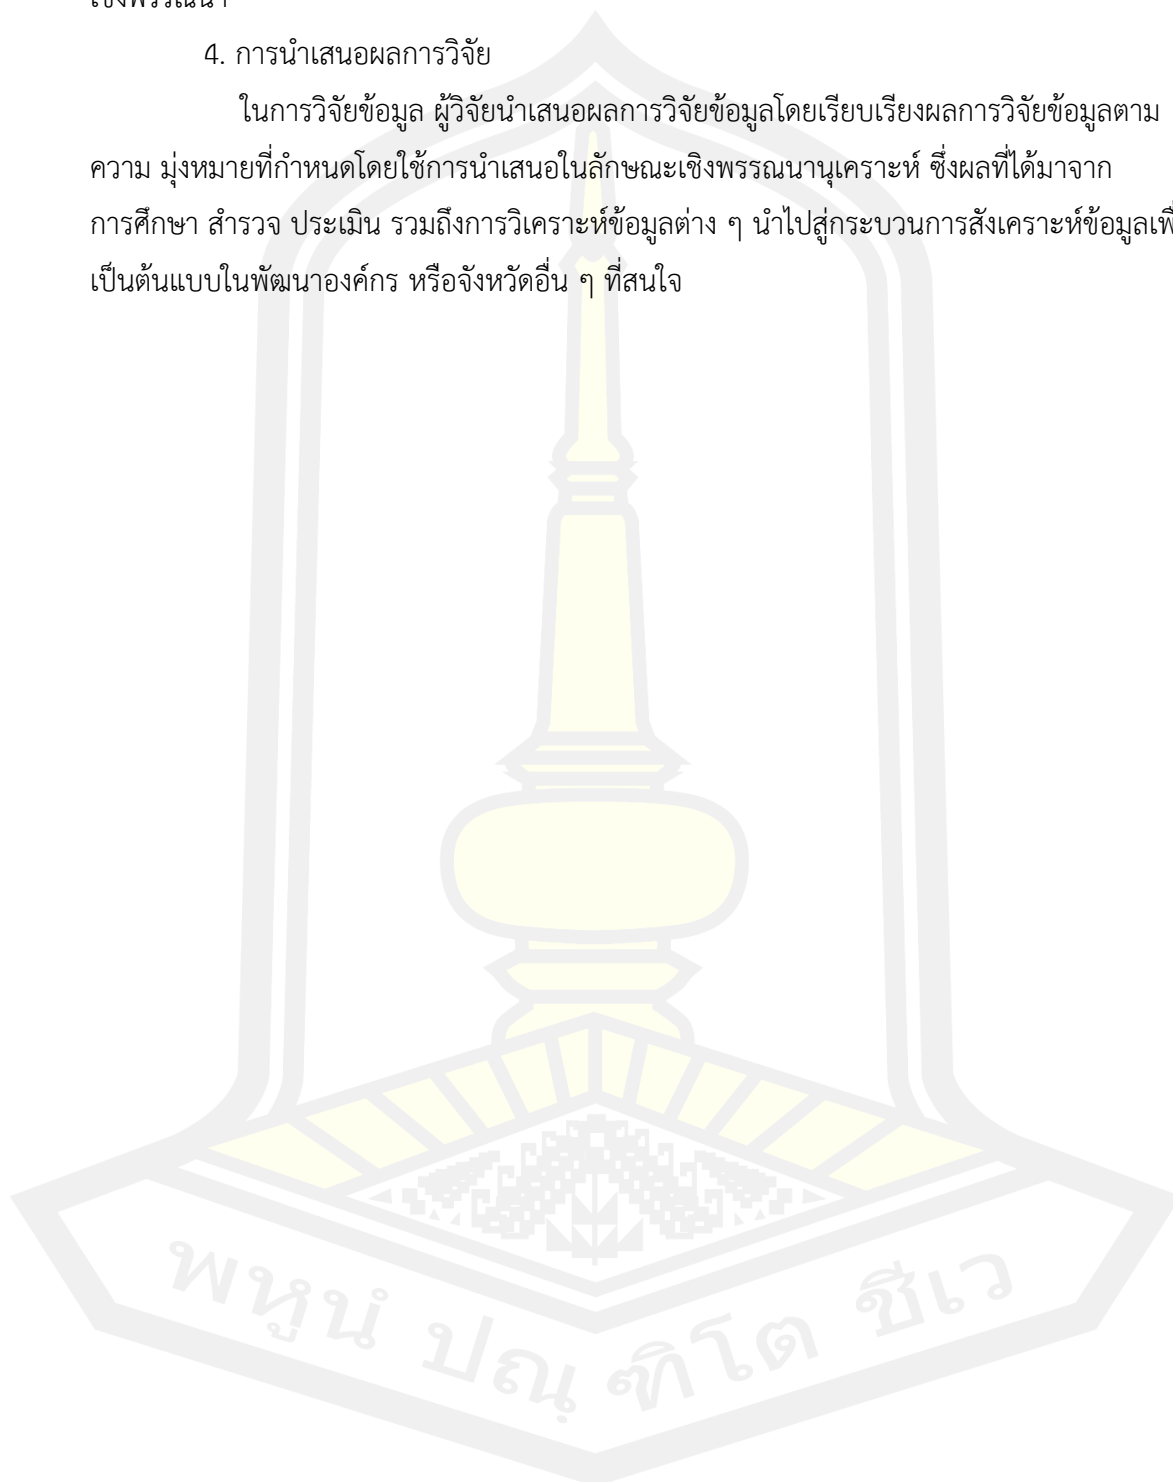 เชิงพรรณนา
4. การนำเสนอผลการวิจัย
ในการวิจัยข้อมูล ผู้วิจัยนำเสนอผลการวิจัยข้อมูลโดยเรียบเรียงผลการวิจัยข้อมูลตาม
ความ มุ่งหมายที่กำหนดโดยใช้การนำเสนอในลักษณะเชิงพรรณนานุเคราะห์ ซึ่งผลที่ได้มาจาก
การศึกษา สำรวจ ประเมิน รวมถึงการวิเคราะห์ข้อมูลต่าง ๆ นำไปสู่กระบวนการสังเคราะห์ข้อมูลเพื่
เป็นต้นแบบในพัฒนาองค์กร หรือจังหวัดอื่น ๆ ที่สนใจ
พหูนํ ปณฺฑิโต ชีเว